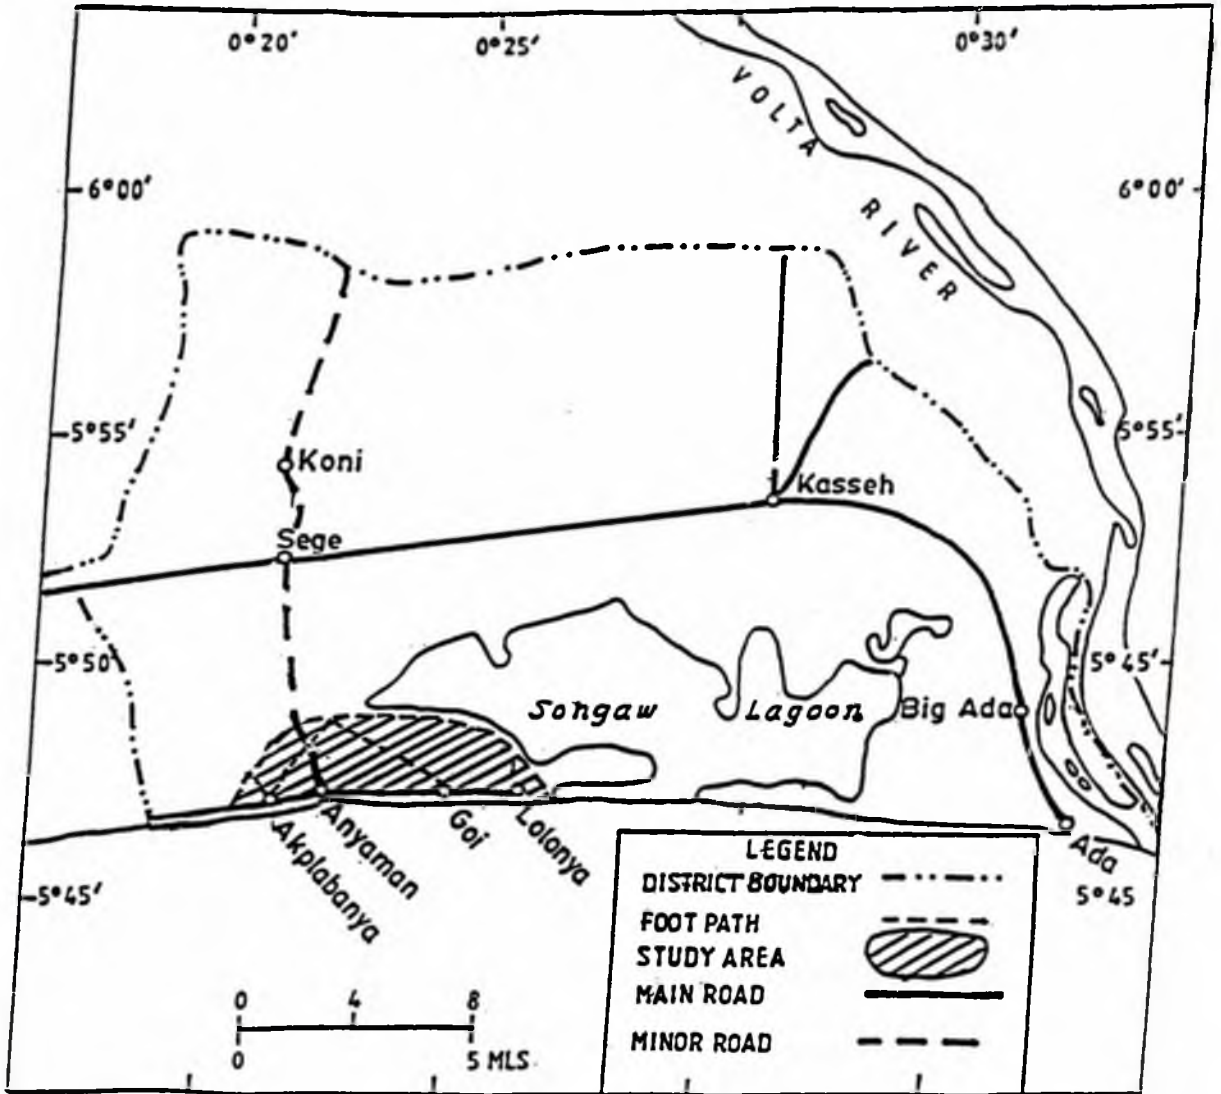 0°20′ 0°25′ 0°30′
VOLTA
RIVER
6°00′ 6°00′
5°55′ 5°55′
Koni
Kasseh
Sege
5°50′ 5°45′
Songaw Lagoon
Big Ada
Akplabanya
Anyaman
Goi
Lolonya
Ada
5°45′ 5°45
0 4 8
0 5 MLS
LEGEND
DISTRICT BOUNDARY
FOOT PATH
STUDY AREA
MAIN ROAD
MINOR ROAD